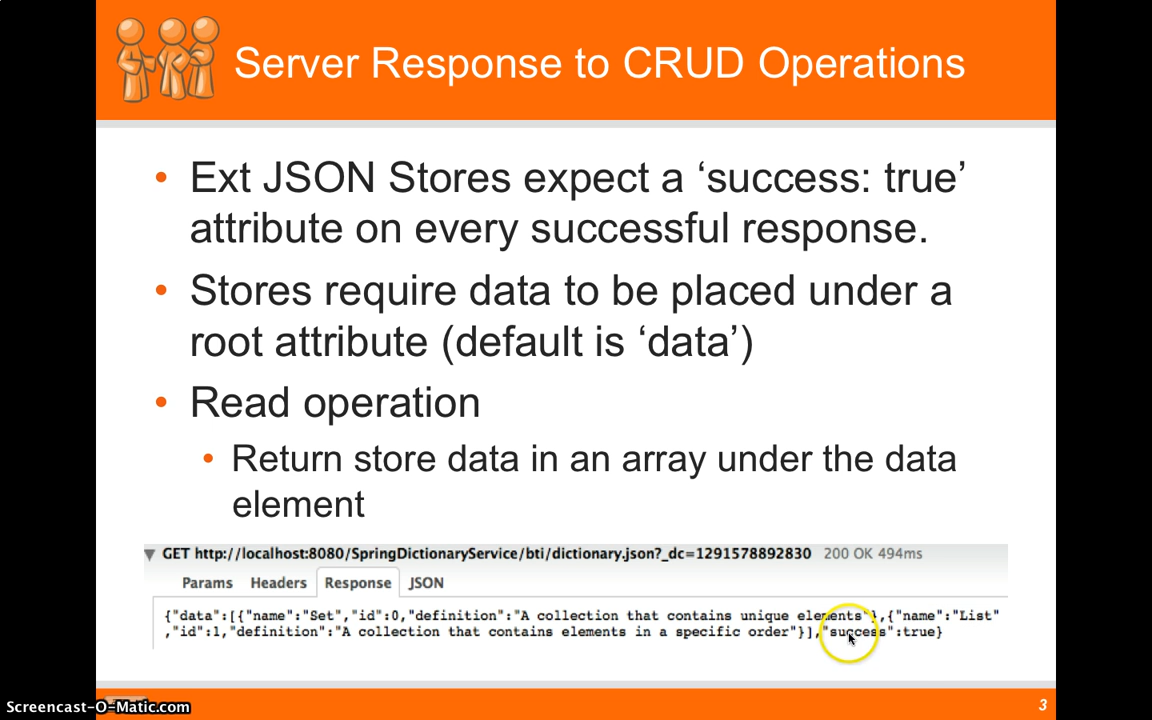 Server Response to CRUD Operations
• Ext JSON Stores expect a ‘success: true’
attribute on every successful response.
• Stores require data to be placed under a
root attribute (default is ‘data’)
• Read operation
• Return store data in an array under the data
element
GET http://localhost:8080/SpringDictionaryService/bti/dictionary.json?_dc=1291578892830 200 OK 494ms
Params Headers Response JSON
{"data":[{"name":"Set","id":0,"definition":"A collection that contains unique elements"},{"name":"List"
,"id":1,"definition":"A collection that contains elements in a specific order"}],"success":true}
Screencast-O-Matic.com 3